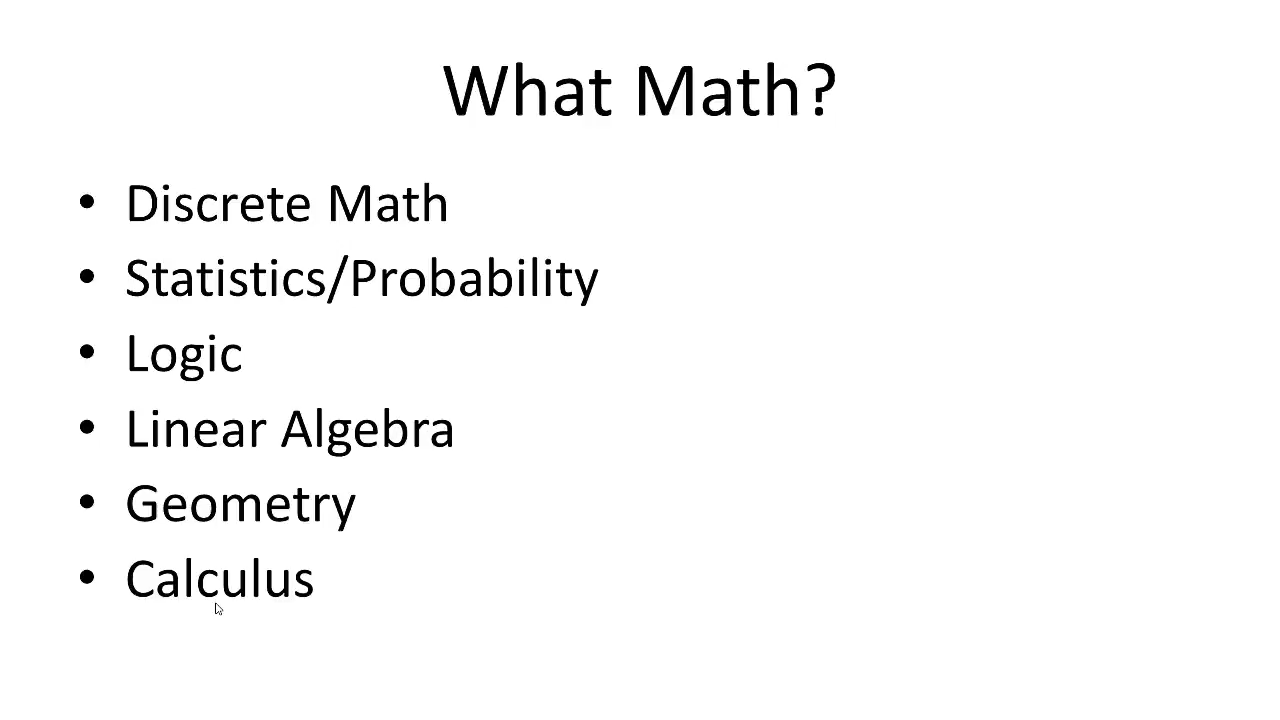 What Math?
• Discrete Math
• Statistics/Probability
• Logic
• Linear Algebra
• Geometry
• Calculus